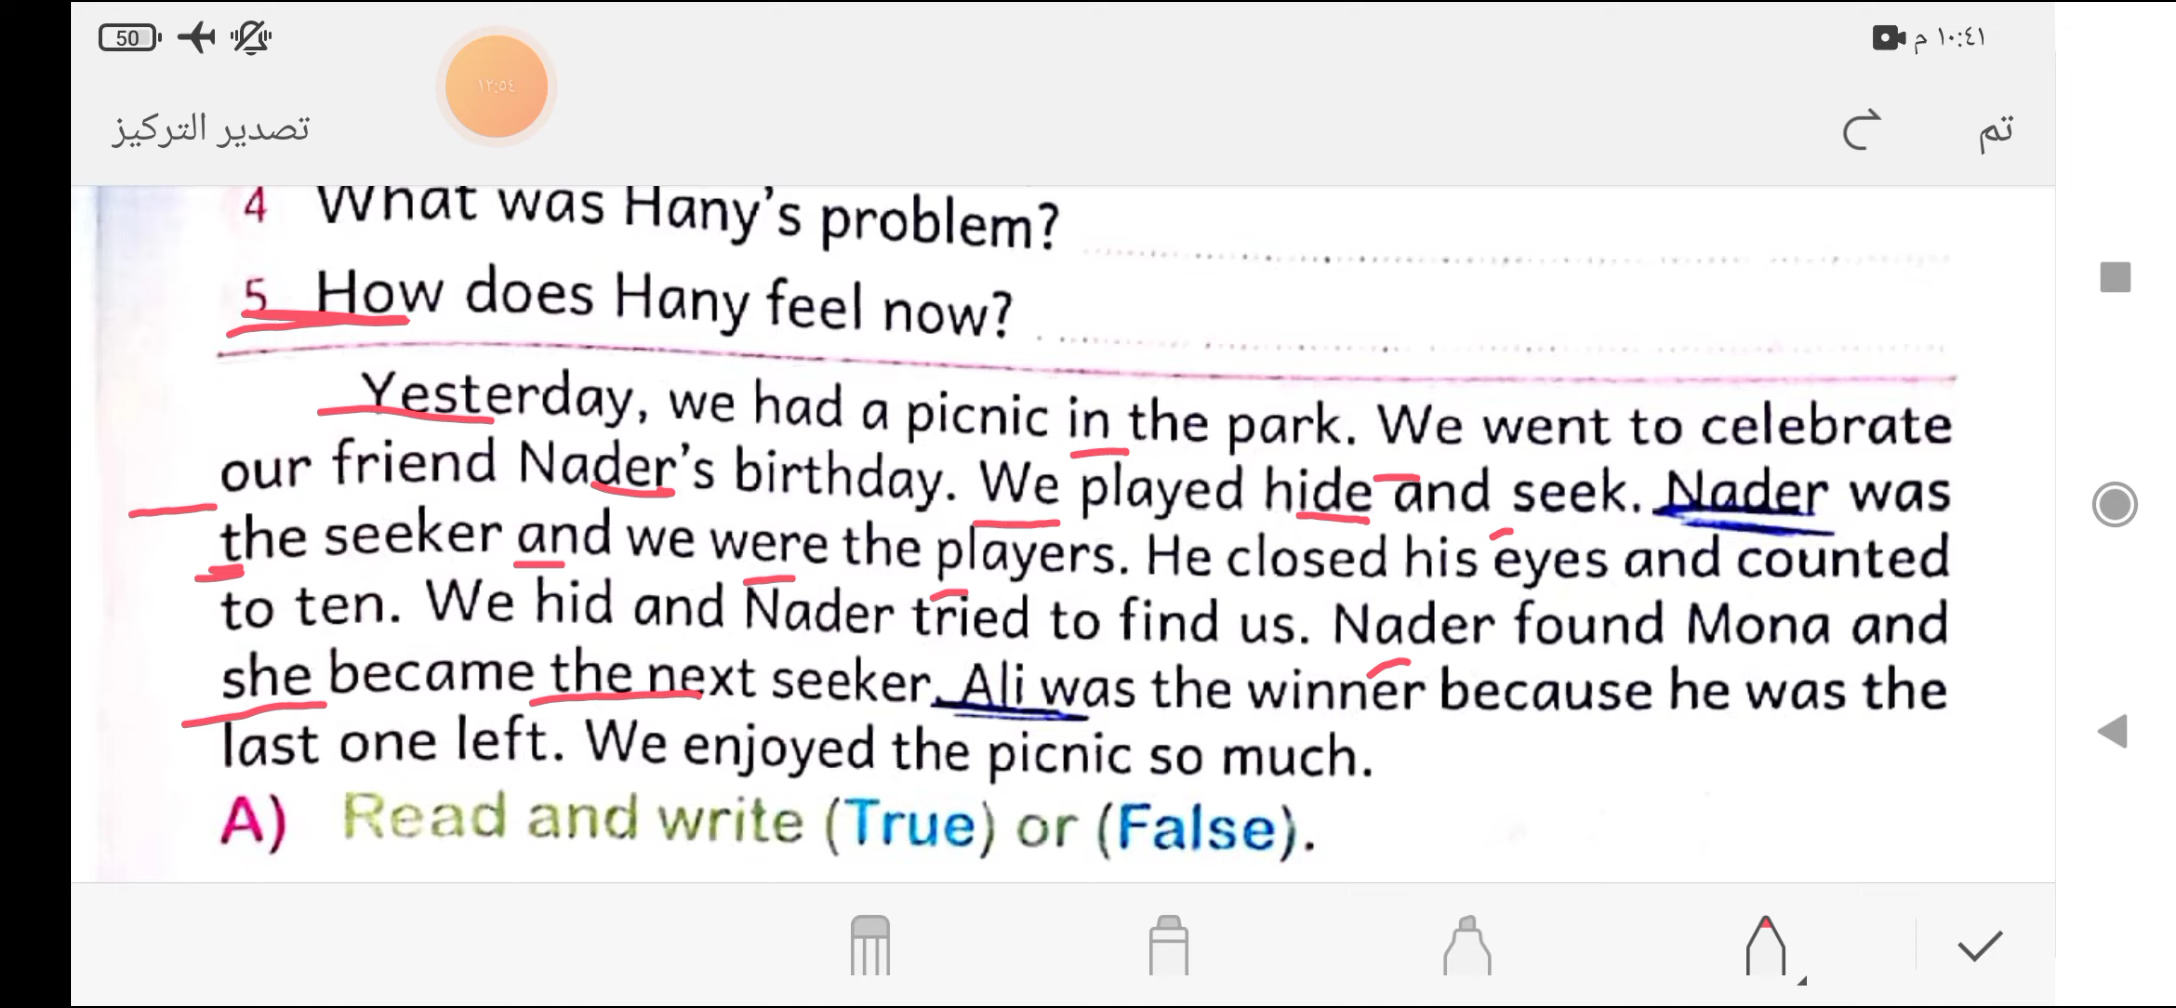 50
١٠:٤١ م
١٢:٥٤
تصدير التركيز
تم
4 What was Hany's problem?
5 How does Hany feel now?
Yesterday, we had a picnic in the park. We went to celebrate
our friend Nader's birthday. We played hide and seek. Nader was
the seeker and we were the players. He closed his eyes and counted
to ten. We hid and Nader tried to find us. Nader found Mona and
she became the next seeker. Ali was the winner because he was the
last one left. We enjoyed the picnic so much.
A) Read and write (True) or (False).